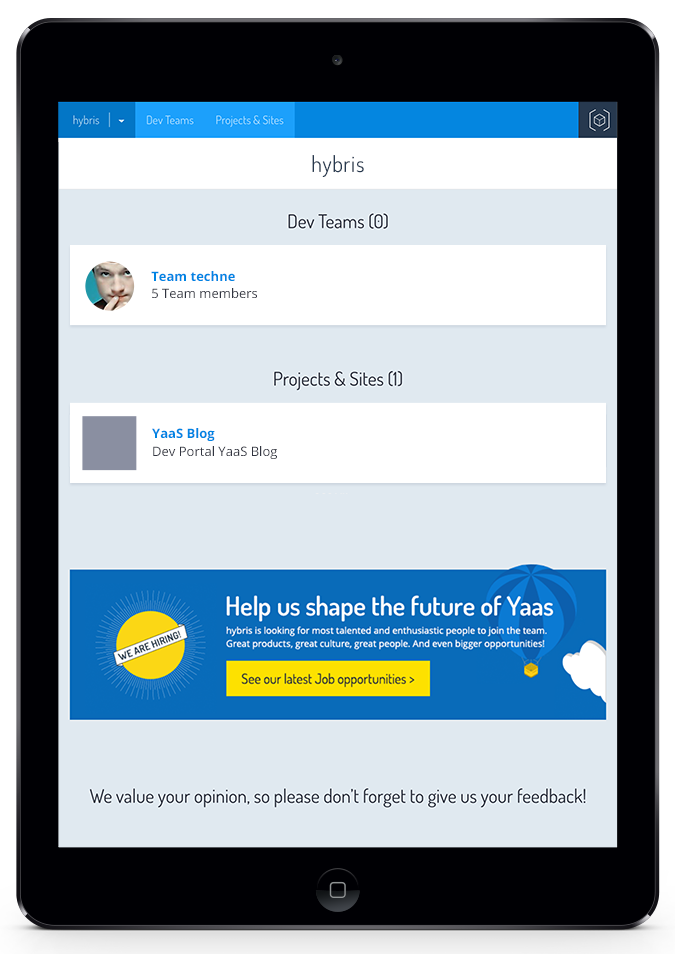 hybris
Dev Teams
Projects & Sites
hybris
Dev Teams (0)
Team techne
5 Team members
Projects & Sites (1)
YaaS Blog
Dev Portal YaaS Blog
WE ARE HIRING!
Help us shape the future of Yaas
hybris is looking for most talented and enthusiastic people to join the team.
Great products, great culture, great people. And even bigger opportunities!
See our latest Job opportunities >
We value your opinion, so please don't forget to give us your feedback!